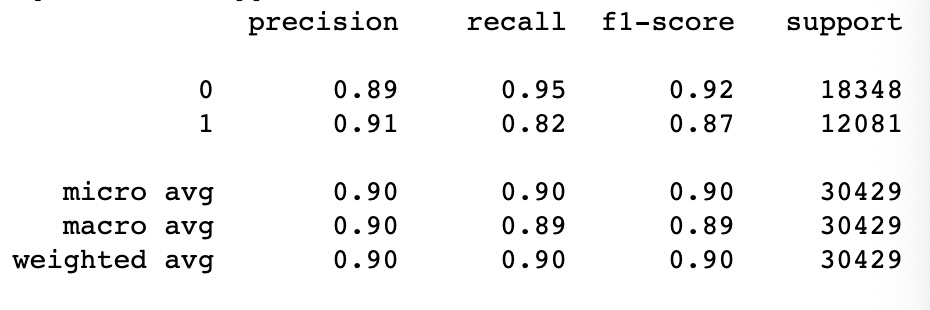 precision recall f1-score support
0 0.89 0.95 0.92 18348
1 0.91 0.82 0.87 12081
micro avg 0.90 0.90 0.90 30429
macro avg 0.90 0.89 0.89 30429
weighted avg 0.90 0.90 0.90 30429